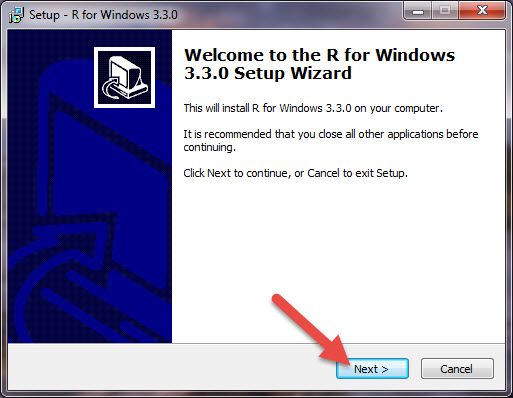 Setup - R for Windows 3.3.0
Welcome to the R for Windows
3.3.0 Setup Wizard
This will install R for Windows 3.3.0 on your computer.
It is recommended that you close all other applications before
continuing.
Click Next to continue, or Cancel to exit Setup.
Next >
Cancel